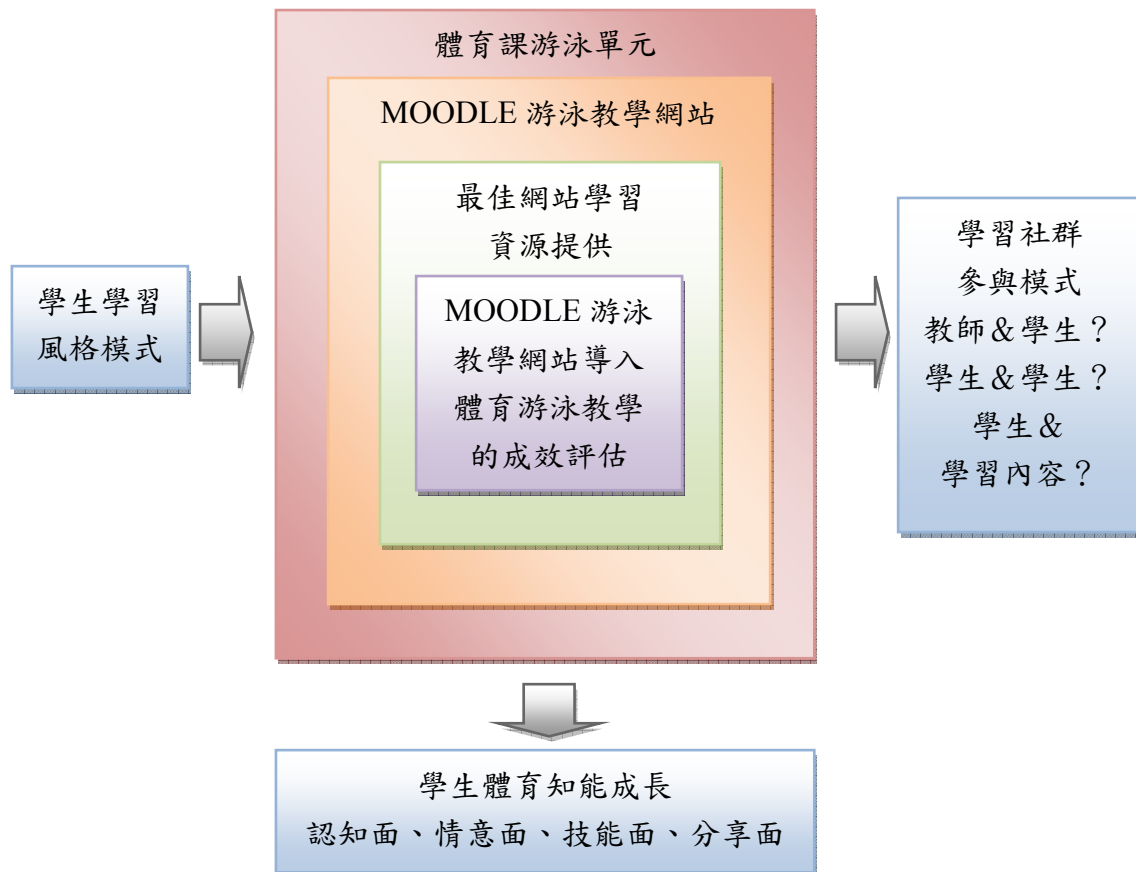 體育課游泳單元
MOODLE 游泳教學網站
最佳網站學習
資源提供
MOODLE 游泳
教學網站導入
體育游泳教學
的成效評估
學生學習
風格模式
學習社群
參與模式
教師＆學生？
學生＆學生？
學生＆
學習內容？
學生體育知能成長
認知面、情意面、技能面、分享面